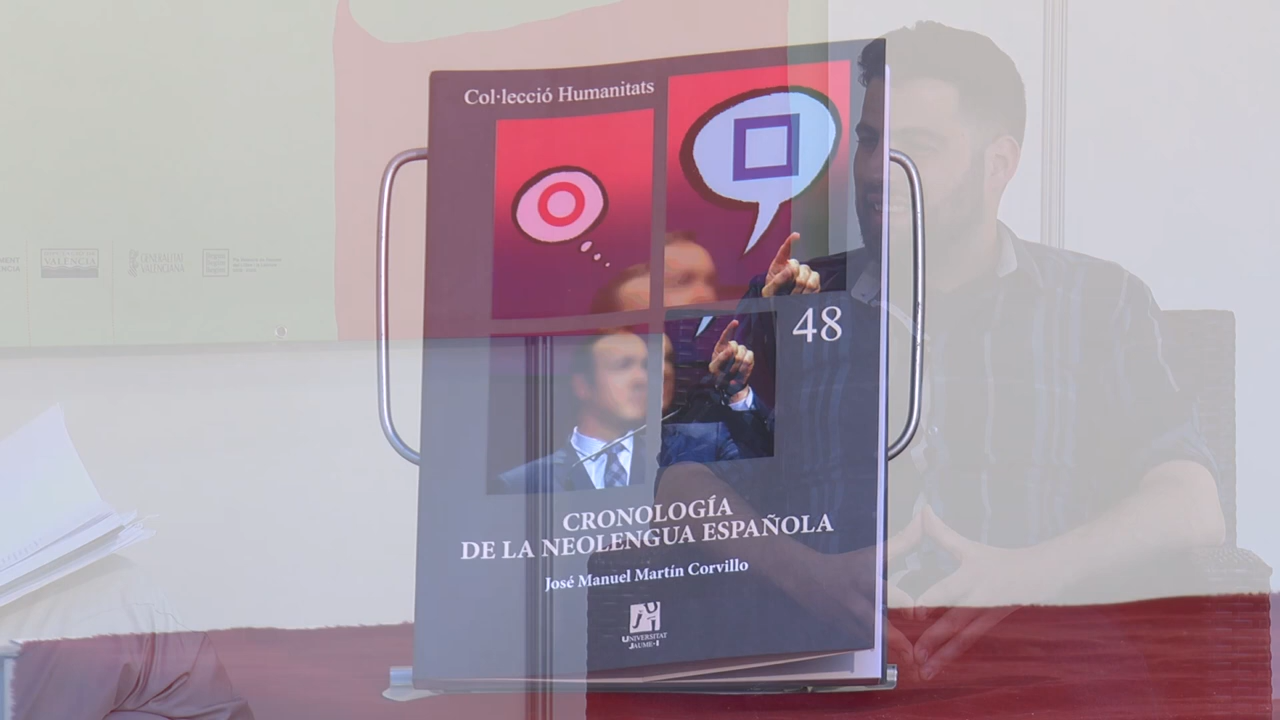 Col·lecció Humanitats
48
CRONOLOGÍA
DE LA NEOLENGUA ESPAÑOLA
José Manuel Martín Corvillo
UNIVERSITAT
JAUME·I
VALÈNCIA
GENERALITAT
VALENCIANA